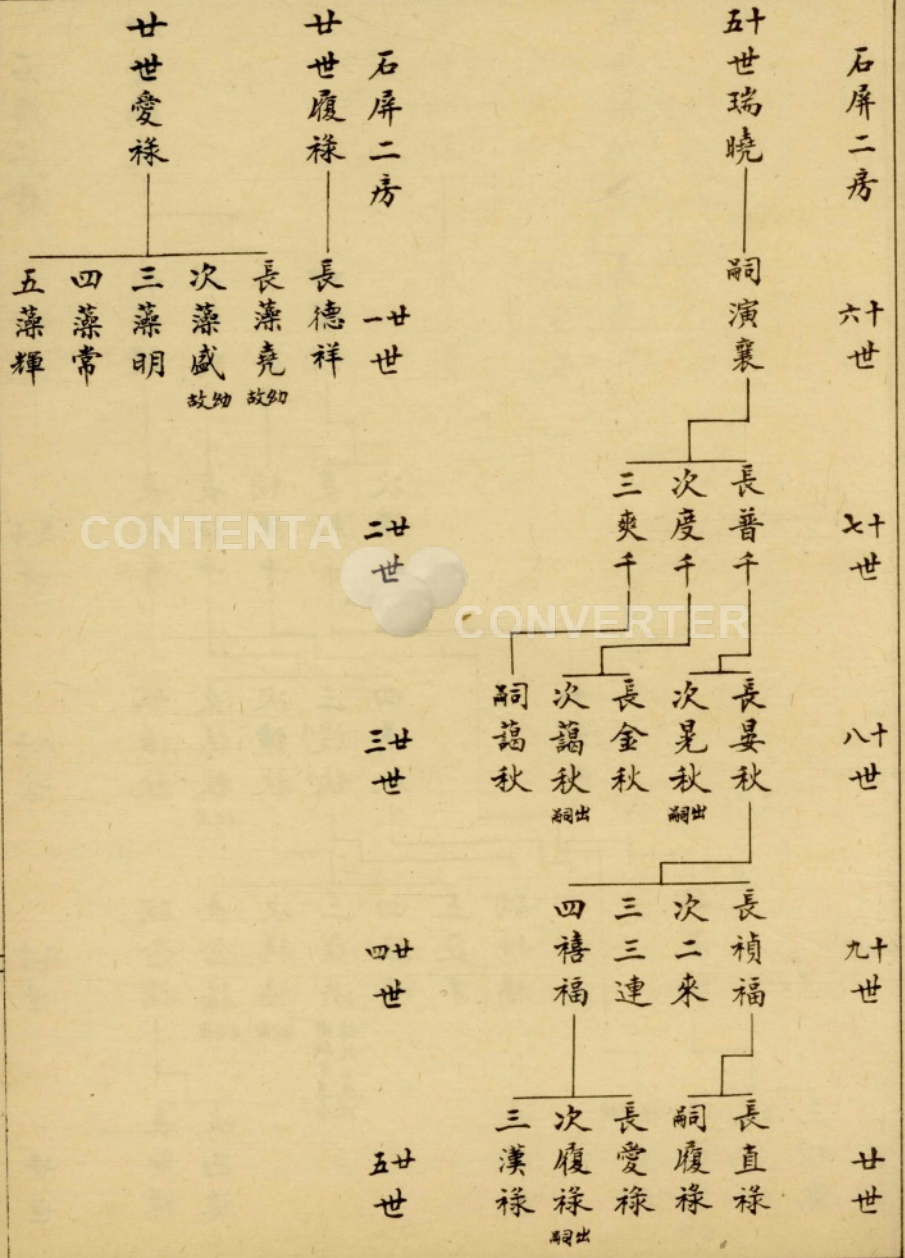 石屏二房
十六世
十七世
十八世
十九世
廿世
十五世瑞曉
嗣演襄
長普千
次度千
三爽千
長晏秋
次晃秋出嗣
長金秋
次藹秋出嗣
嗣藹秋
長禎福
次二來
三三連
四禧福
長直祿
嗣履祿
長愛祿
次履祿出嗣
三漢祿
石屏二房
廿一世
廿二世
廿三世
廿四世
廿五世
廿世履祿
長德祥
廿世愛祿
長藻堯幼故
次藻盛幼故
三藻明
四藻常
五藻輝
CONTENTA
CONVERTER